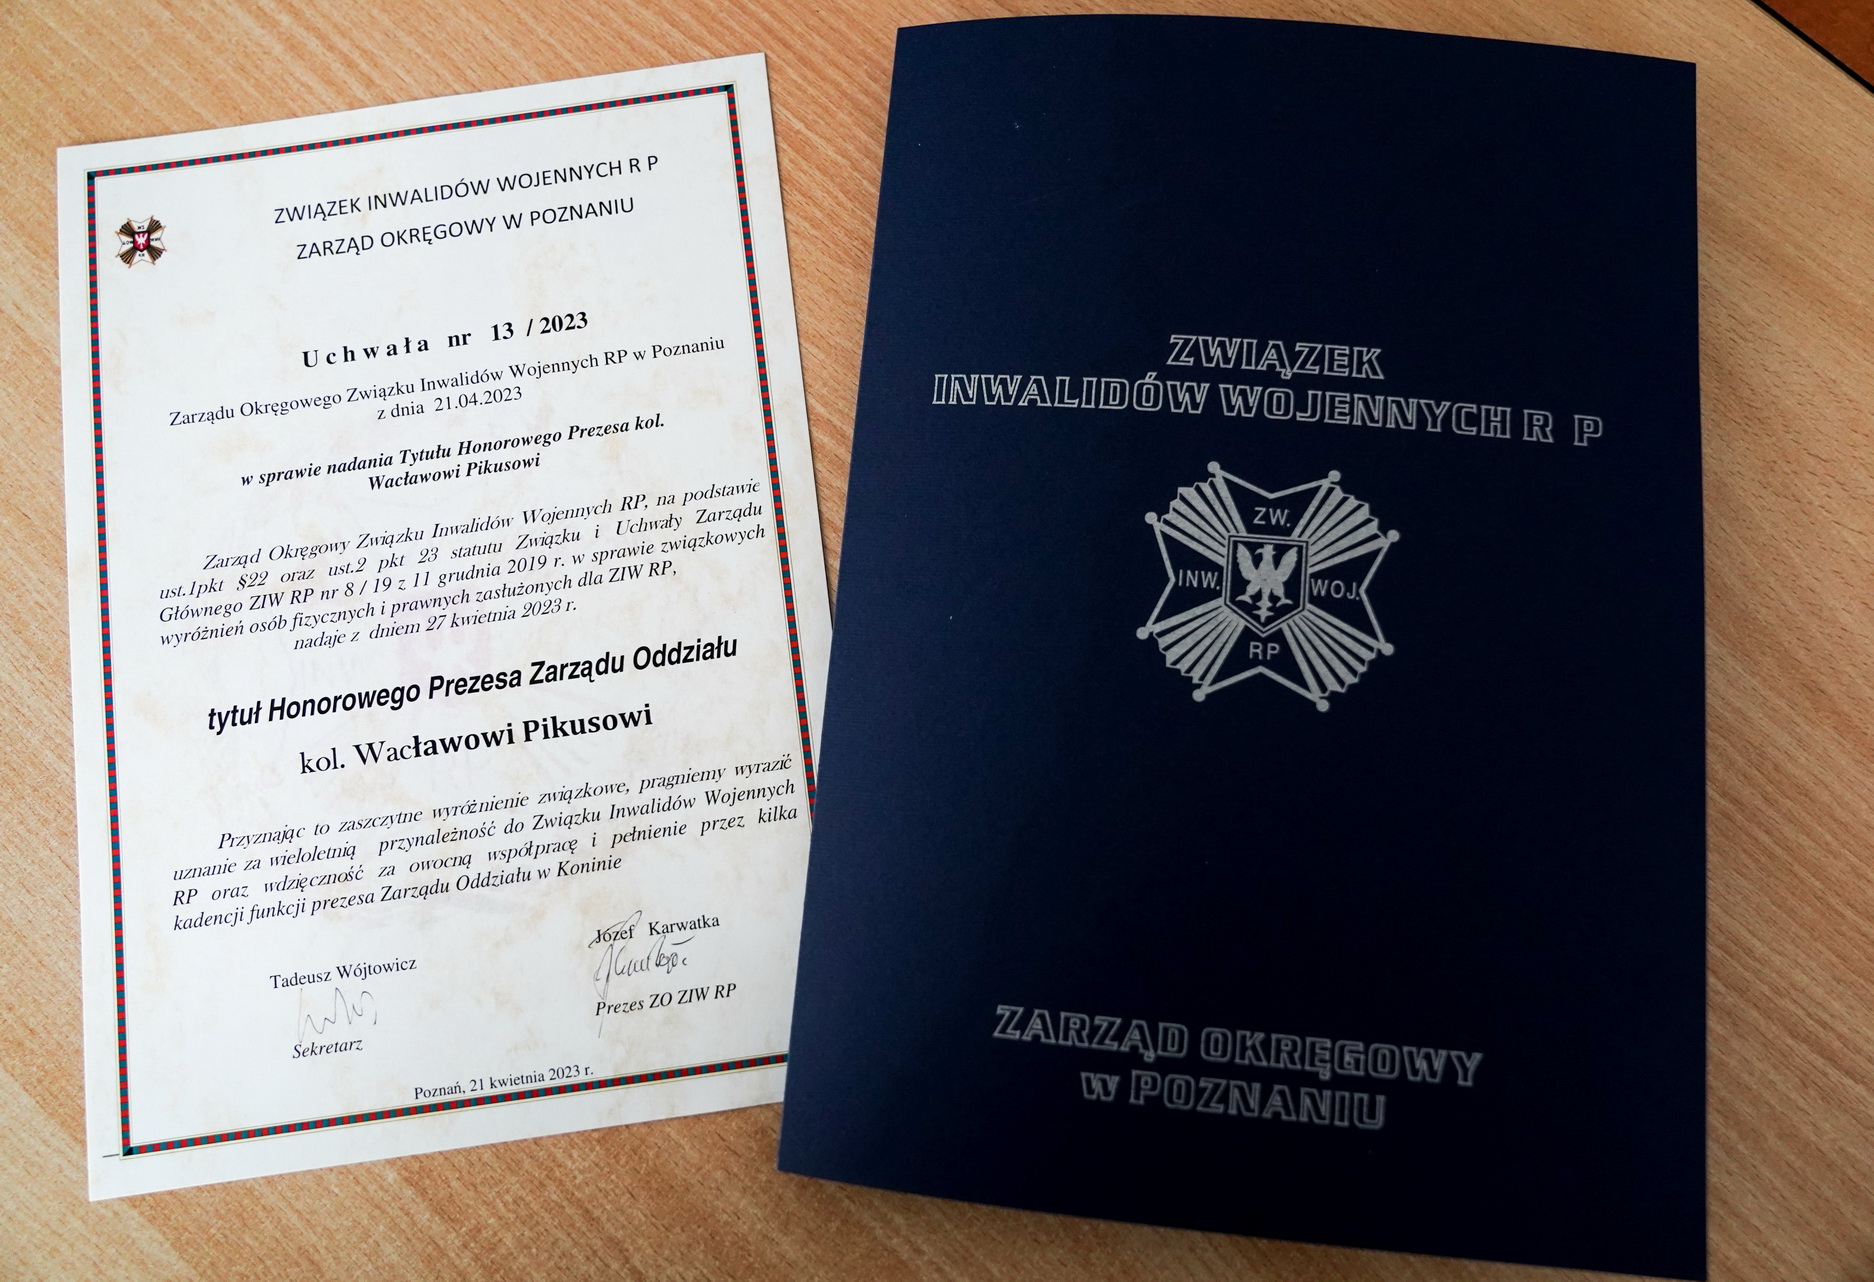 ZWIĄZEK INWALIDÓW WOJENNYCH R P
ZARZĄD OKRĘGOWY W POZNANIU
Uchwała nr 13 / 2023
Zarządu Okręgowego Związku Inwalidów Wojennych RP w Poznaniu
z dnia 21.04.2023
w sprawie nadania Tytułu Honorowego Prezesa kol.
Wacławowi Pikusowi
Zarząd Okręgowy Związku Inwalidów Wojennych RP, na podstawie
ust.1pkt §22 oraz ust.2 pkt 23 statutu Związku i Uchwały Zarządu
Głównego ZIW RP nr 8 / 19 z 11 grudnia 2019 r. w sprawie związkowych
wyróżnień osób fizycznych i prawnych zasłużonych dla ZIW RP,
nadaje z dniem 27 kwietnia 2023 r.
tytuł Honorowego Prezesa Zarządu Oddziału
kol. Wacławowi Pikusowi
Przyznając to zaszczytne wyróżnienie związkowe, pragniemy wyrazić
uznanie za wieloletnią przynależność do Związku Inwalidów Wojennych
RP oraz wdzięczność za owocną współpracę i pełnienie przez kilka
kadencji funkcji prezesa Zarządu Oddziału w Koninie
Tadeusz Wójtowicz
Sekretarz
Józef Karwatka
Prezes ZO ZIW RP
Poznań, 21 kwietnia 2023 r.
ZWIĄZEK
INWALIDÓW WOJENNYCH R P
ZW.
INW. WOJ.
RP
ZARZĄD OKRĘGOWY
w POZNANIU